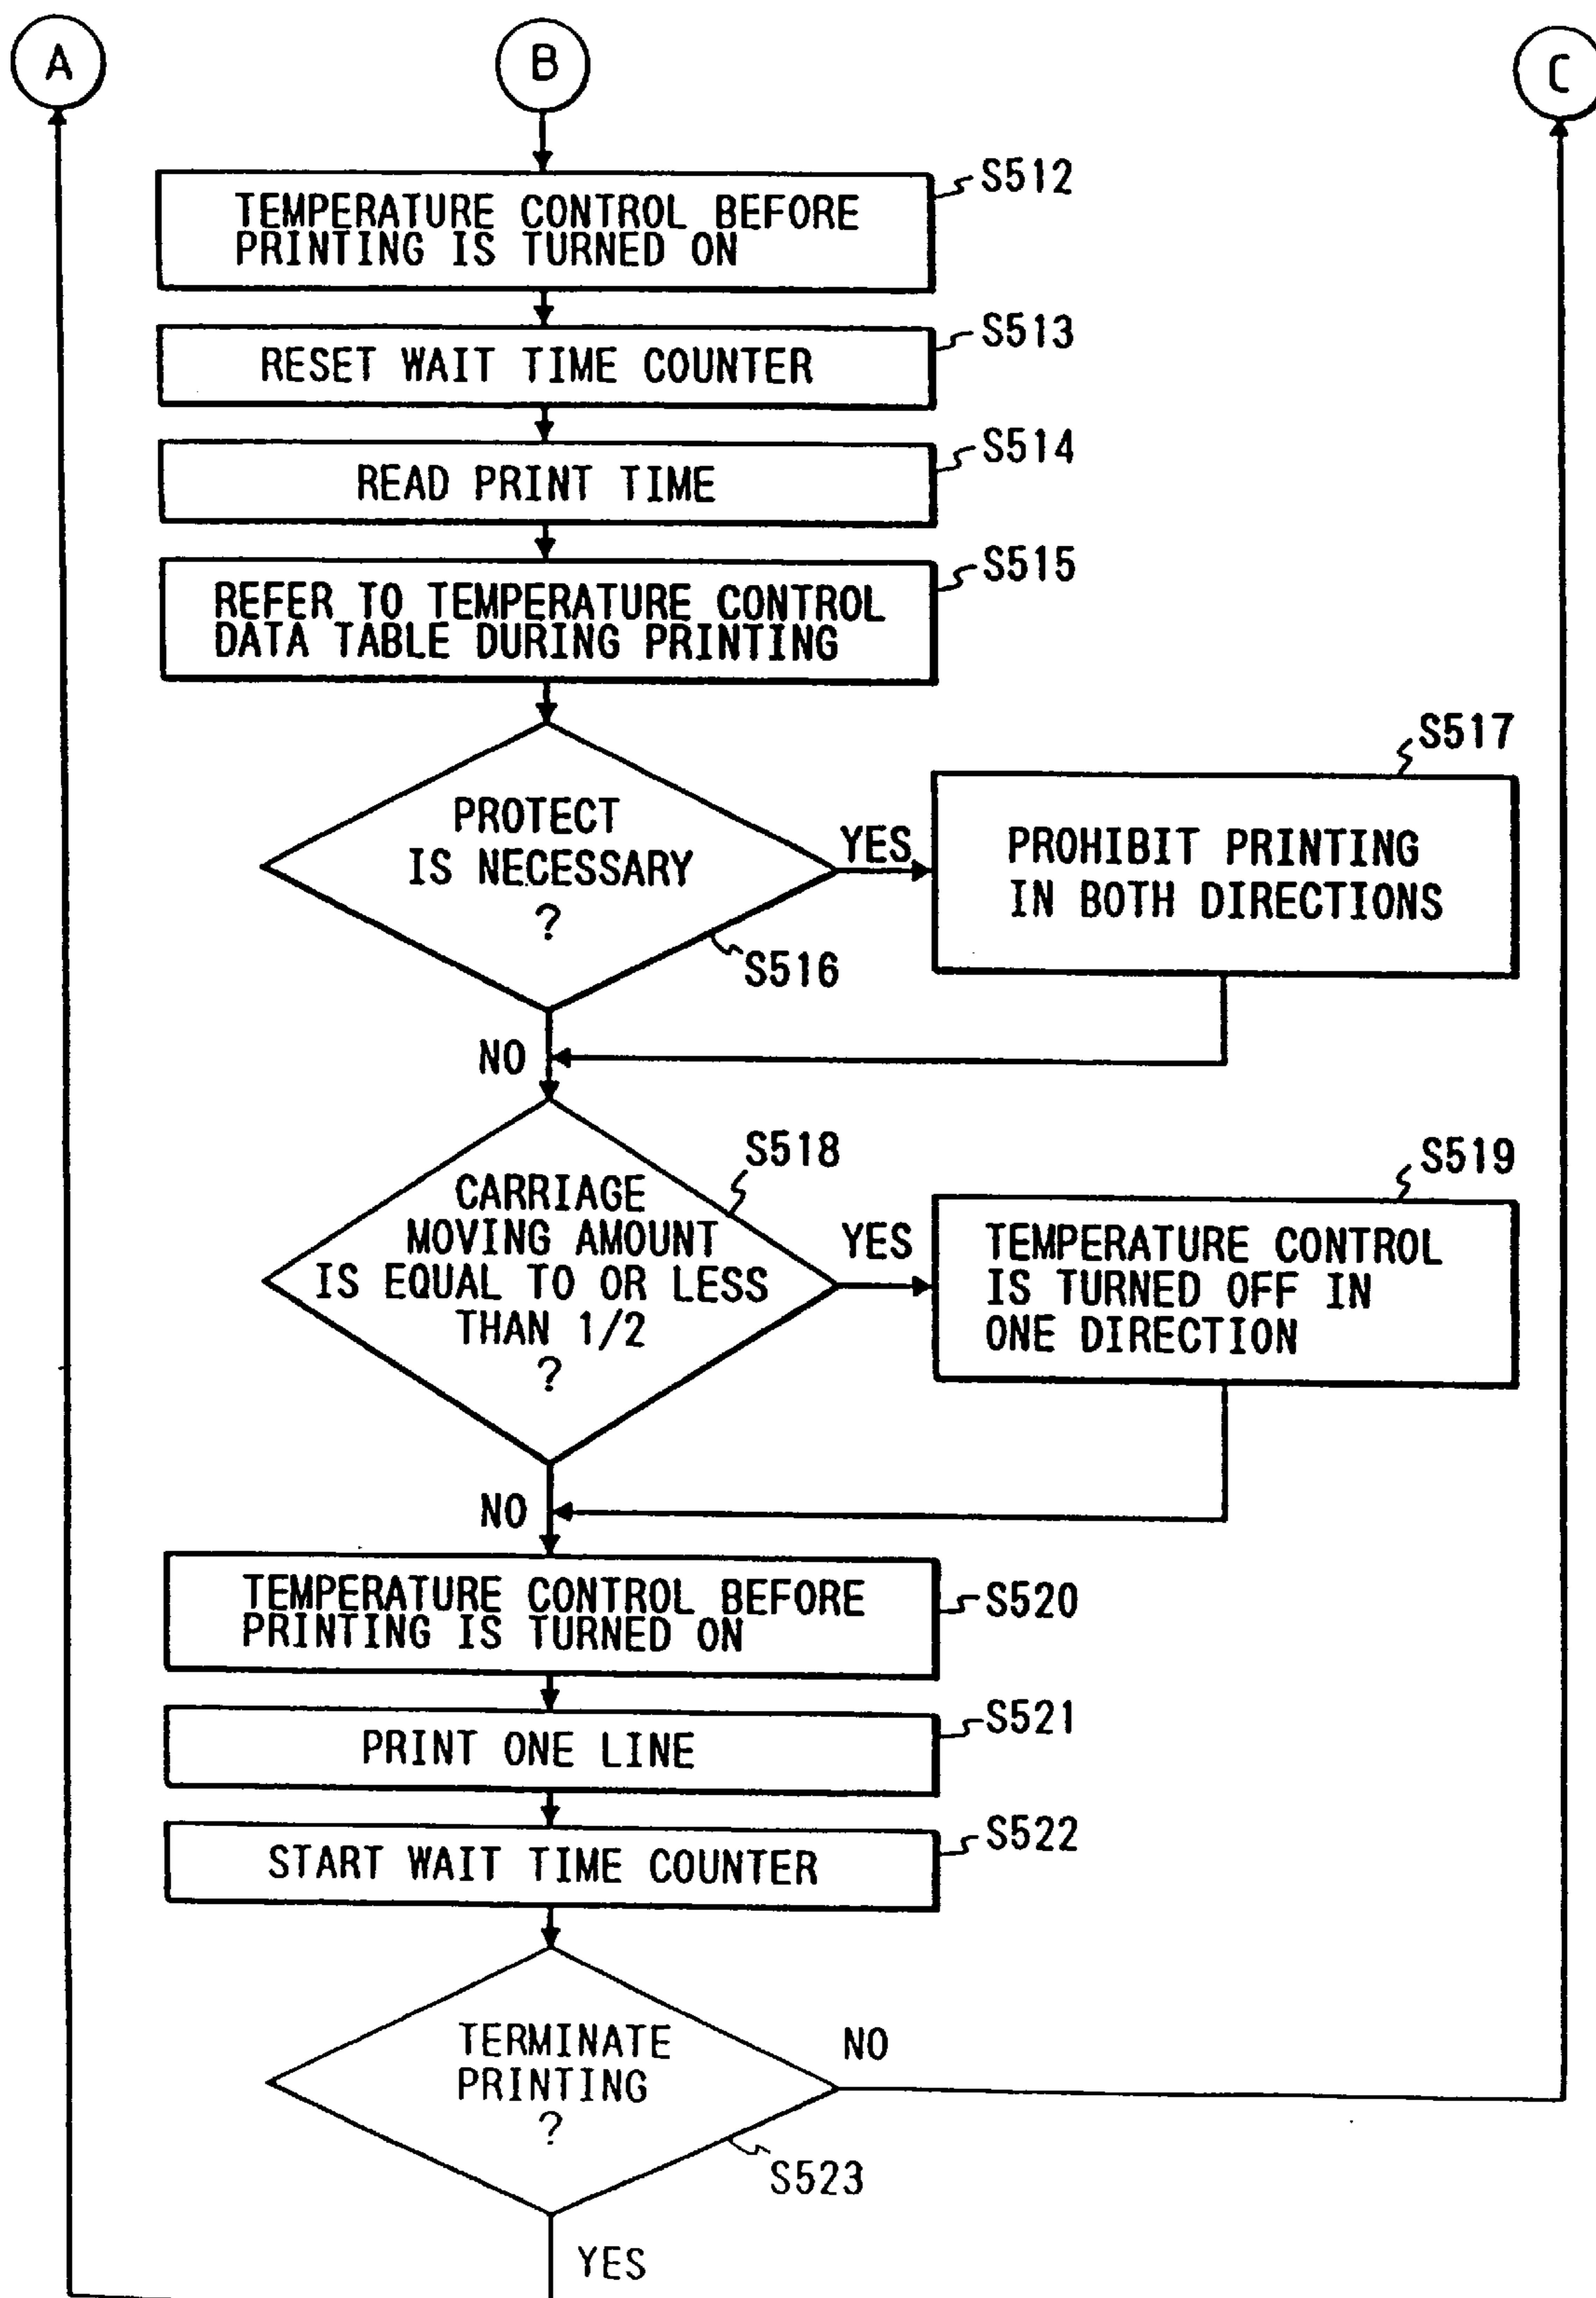 A
B
C
S512
TEMPERATURE CONTROL BEFORE
PRINTING IS TURNED ON
S513
RESET WAIT TIME COUNTER
S514
READ PRINT TIME
S515
REFER TO TEMPERATURE CONTROL
DATA TABLE DURING PRINTING
PROTECT
IS NECESSARY
?
S516
YES
S517
PROHIBIT PRINTING
IN BOTH DIRECTIONS
NO
S518
CARRIAGE
MOVING AMOUNT
IS EQUAL TO OR LESS
THAN 1/2
?
YES
S519
TEMPERATURE CONTROL
IS TURNED OFF IN
ONE DIRECTION
NO
TEMPERATURE CONTROL BEFORE
PRINTING IS TURNED ON
S520
S521
PRINT ONE LINE
S522
START WAIT TIME COUNTER
TERMINATE
PRINTING
?
NO
S523
YES